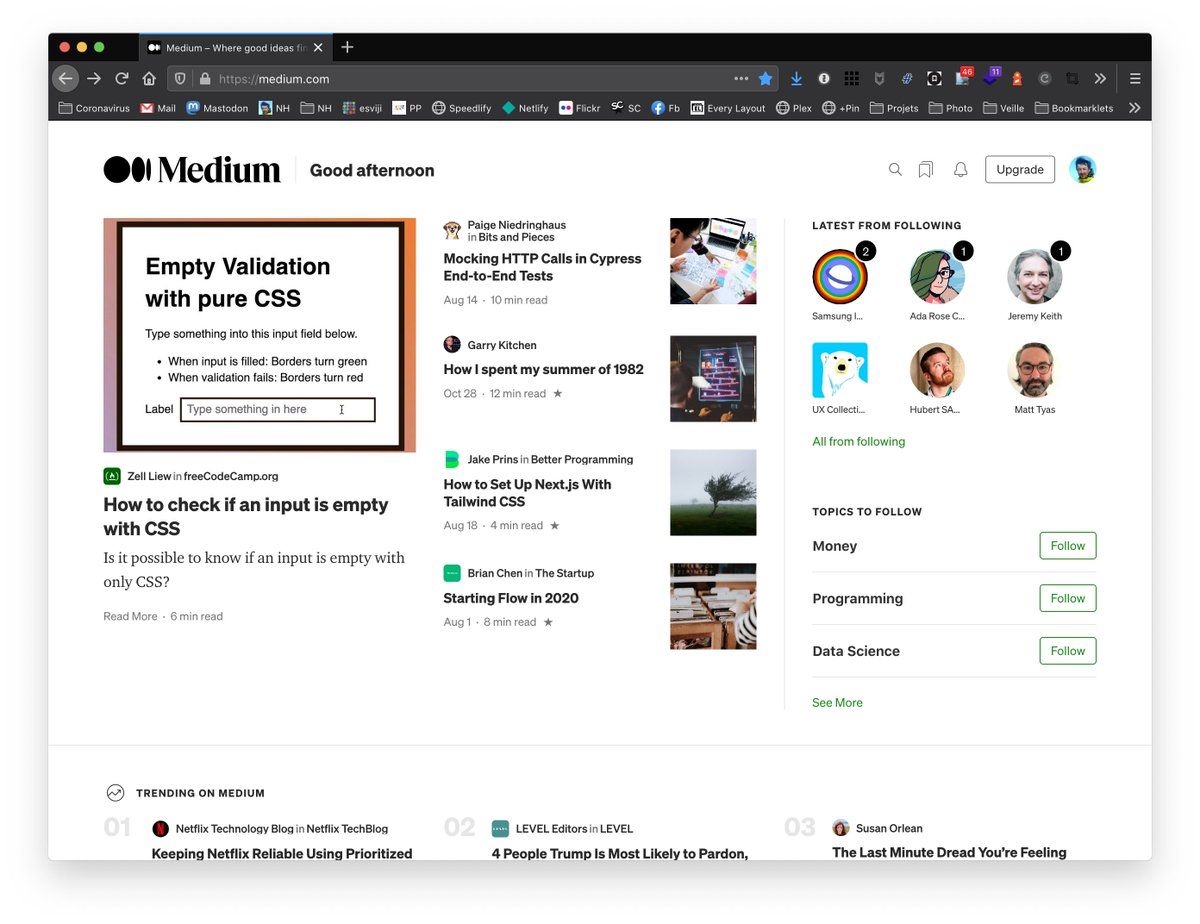 Medium – Where good ideas fin
https://medium.com
46
11
Coronavirus
Mail
Mastodon
NH
NH
esviji
PP
Speedlify
Netlify
Flickr
SC
Fb
Every Layout
Plex
+Pin
Projets
Photo
Veille
Bookmarklets
Medium
Good afternoon
Upgrade
Empty Validation
with pure CSS
Type something into this input field below.
• When input is filled: Borders turn green
• When validation fails: Borders turn red
Label
Type something in here
Zell Liew in freeCodeCamp.org
How to check if an input is empty
with CSS
Is it possible to know if an input is empty with
only CSS?
Read More · 6 min read
Paige Niedringhaus
in Bits and Pieces
Mocking HTTP Calls in Cypress
End-to-End Tests
Aug 14 · 10 min read
Garry Kitchen
How I spent my summer of 1982
Oct 28 · 12 min read ★
Jake Prins in Better Programming
How to Set Up Next.js With
Tailwind CSS
Aug 18 · 4 min read ★
Brian Chen in The Startup
Starting Flow in 2020
Aug 1 · 8 min read ★
LATEST FROM FOLLOWING
2
1
1
Samsung I...
Ada Rose C...
Jeremy Keith
UX Collecti...
Hubert SA...
Matt Tyas
All from following
TOPICS TO FOLLOW
Money
Follow
Programming
Follow
Data Science
Follow
See More
TRENDING ON MEDIUM
01
Netflix Technology Blog in Netflix TechBlog
Keeping Netflix Reliable Using Prioritized
02
LEVEL Editors in LEVEL
4 People Trump Is Most Likely to Pardon,
03
Susan Orlean
The Last Minute Dread You're Feeling